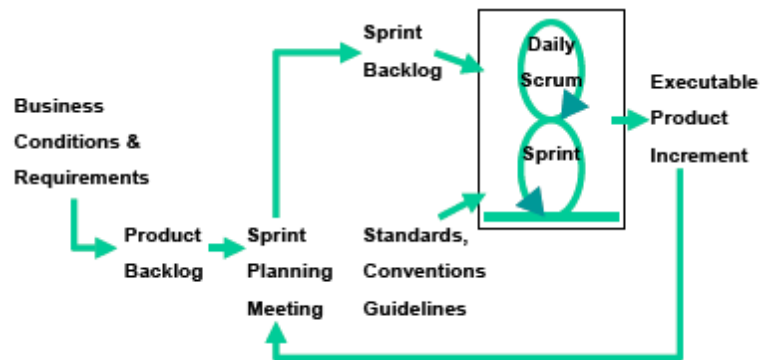 Business
Conditions &
Requirements
Product
Backlog
Sprint
Planning
Meeting
Sprint
Backlog
Standards,
Conventions
Guidelines
Daily
Scrum
Sprint
Executable
Product
Increment